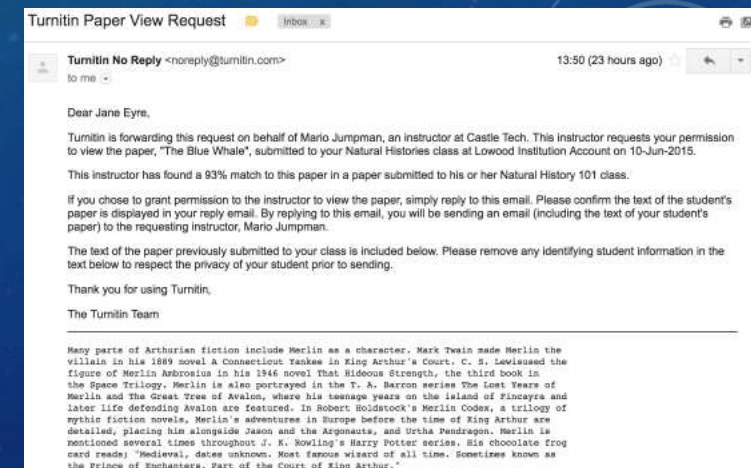 Turnitin Paper View Request Inbox x
Turnitin No Reply <noreply@turnitin.com> 13:50 (23 hours ago)
to me
Dear Jane Eyre,
Turnitin is forwarding this request on behalf of Mario Jumpman, an instructor at Castle Tech. This instructor requests your permission
to view the paper, "The Blue Whale", submitted to your Natural Histories class at Lowood Institution Account on 10-Jun-2015.
This instructor has found a 93% match to this paper in a paper submitted to his or her Natural History 101 class.
If you chose to grant permission to the instructor to view the paper, simply reply to this email. Please confirm the text of the student's
paper is displayed in your reply email. By replying to this email, you will be sending an email (including the text of your student's
paper) to the requesting instructor, Mario Jumpman.
The text of the paper previously submitted to your class is included below. Please remove any identifying student information in the
text below to respect the privacy of your student prior to sending.
Thank you for using Turnitin,
The Turnitin Team
Many parts of Arthurian fiction include Merlin as a character. Mark Twain made Merlin the
villain in his 1889 novel A Connecticut Yankee in King Arthur's Court. C. S. Lewisused the
figure of Merlin Ambrosius in his 1946 novel That Hideous Strength, the third book in
the Space Trilogy. Merlin is also portrayed in the T. A. Barron series The Lost Years of
Merlin and The Great Tree of Avalon, where his teenage years on the island of Fincayra and
later life defending Avalon are featured. In Robert Holdstock's Merlin Codex, a trilogy of
mythic fiction novels, Merlin's adventures in Europe before the time of King Arthur are
detailed, placing him alongside Jason and the Argonauts, and Urtha Pendragon. Merlin is
mentioned several times throughout J. K. Rowling's Harry Potter series. His chocolate frog
card reads; "Medieval, dates unknown. Most famous wizard of all time. Sometimes known as
the Prince of Enchanters, Part of the Court of King Arthur."